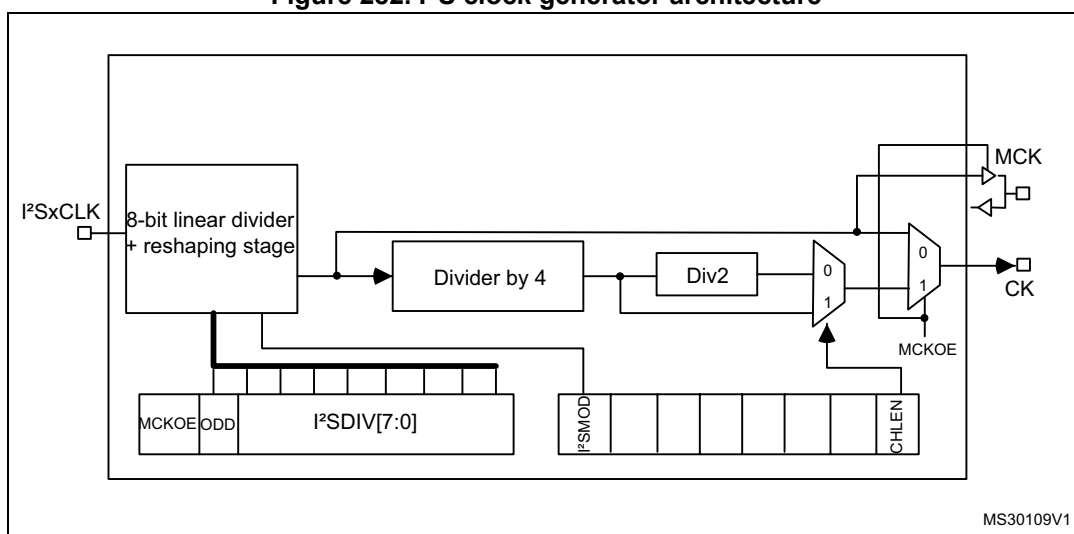 I²SxCLK
8-bit linear divider
+ reshaping stage
Divider by 4
Div2
0
1
0
1
MCK
CK
MCKOE
MCKOE
ODD
I²SDIV[7:0]
I²SMOD
CHLEN
MS30109V1